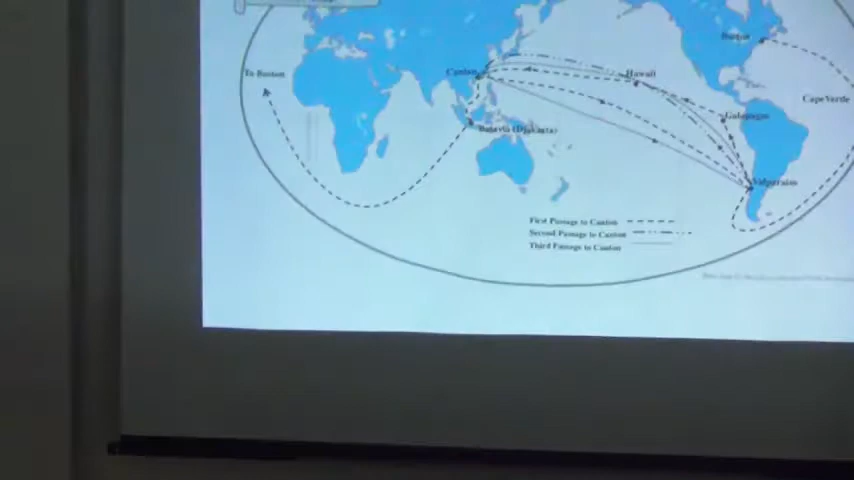 Boston
To Boston
Canton
Hawaii
Cape Verde
Galapagos
Batavia (Djakarta)
Valparaiso
First Passage to Canton
Second Passage to Canton
Third Passage to Canton